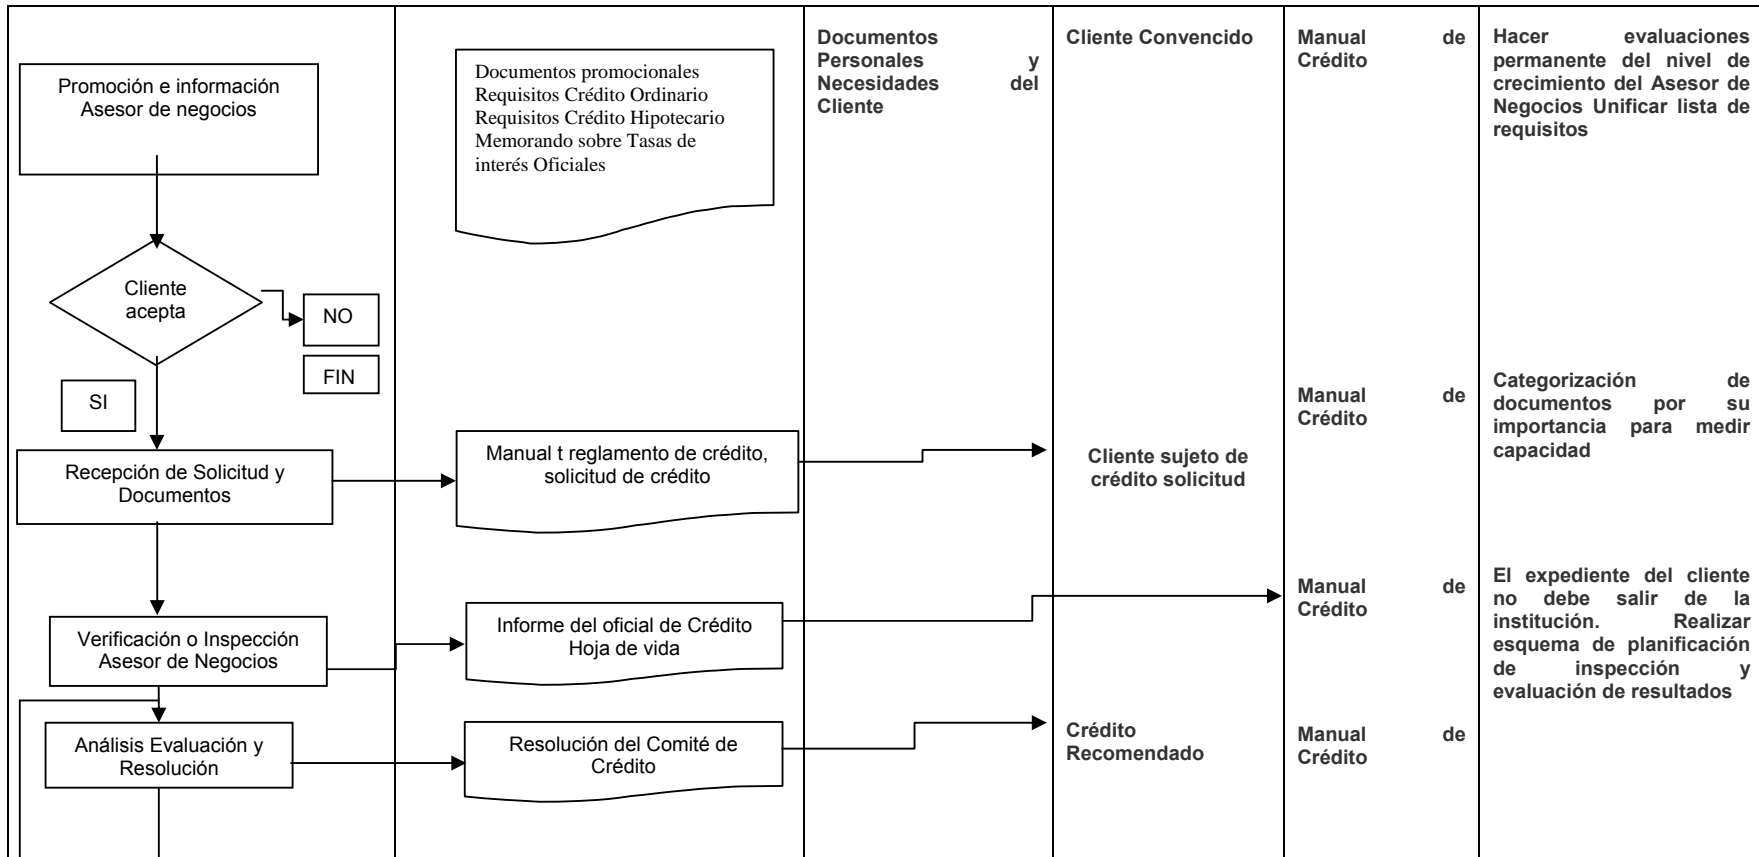 Promoción e información
Asesor de negocios
Documentos promocionales
Requisitos Crédito Ordinario
Requisitos Crédito Hipotecario
Memorando sobre Tasas de
interés Oficiales
Documentos
Personales y
Necesidades del
Cliente
Cliente Convencido
Manual de
Crédito
Hacer evaluaciones
permanente del nivel de
crecimiento del Asesor de
Negocios Unificar lista de
requisitos
Cliente
acepta
NO
FIN
SI
Recepción de Solicitud y
Documentos
Manual t reglamento de crédito,
solicitud de crédito
Cliente sujeto de
crédito solicitud
Manual de
Crédito
Categorización de
documentos por su
importancia para medir
capacidad
Verificación o Inspección
Asesor de Negocios
Informe del oficial de Crédito
Hoja de vida
Manual de
Crédito
El expediente del cliente
no debe salir de la
institución. Realizar
esquema de planificación
de inspección y
evaluación de resultados
Análisis Evaluación y
Resolución
Resolución del Comité de
Crédito
Crédito
Recomendado
Manual de
Crédito